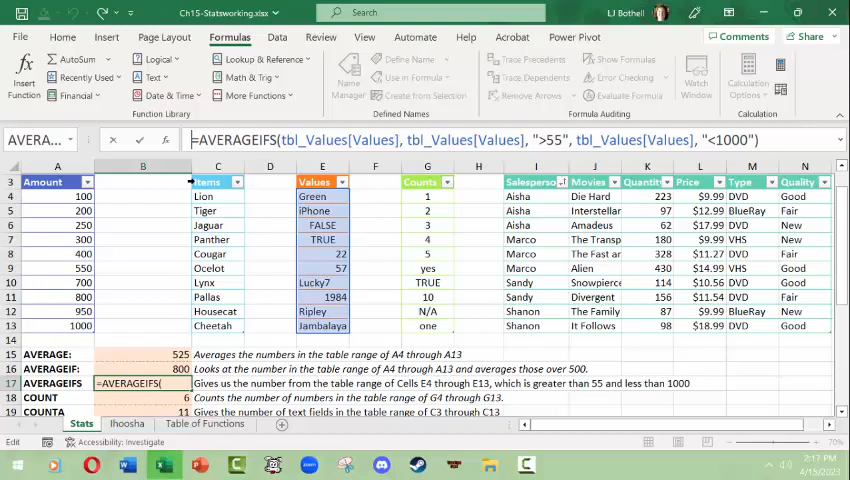 Ch15-Statsworking.xlsx
Search
LJ Bothell
File Home Insert Page Layout Formulas Data Review View Help Acrobat Power Pivot
Comments Share
AutoSum Logical Lookup & Reference
Recently Used Text Math & Trig
Financial Date & Time More Functions
Insert Function
Function Library
Name Manager
Define Name
Use in Formula
Create from Selection
Defined Names
Trace Precedents Show Formulas
Trace Dependents Error Checking
Remove Arrows
Watch Window
Formula Auditing
Calculation Options
Calculation
AVERA... fx =AVERAGEIFS(tbl_Values[Values], tbl_Values[Values], ">55", tbl_Values[Values], "<1000")
A B C D E F G H I J K L M N
3 Amount Items Values Counts Salesperso Movies Quantity Price Type Quality
4 100 Lion Green 1 Aisha Die Hard 223 $9.99 DVD Good
5 200 Tiger iPhone 2 Aisha Interstellar 97 $12.99 BlueRay Fair
6 250 Jaguar FALSE 3 Aisha Amadeus 62 $17.99 DVD New
7 300 Panther TRUE 4 Marco The Transp 180 $9.99 VHS New
8 400 Cougar 22 5 Marco The Fast an 328 $11.27 DVD Good
9 550 Ocelot 57 yes Marco Alien 430 $14.99 VHS Good
10 700 Lynx Lucky7 TRUE Sandy Snowpierce 114 $10.56 DVD Good
11 800 Pallas 1984 10 Sandy Divergent 156 $11.54 DVD Fair
12 950 Housecat Ripley N/A Shanon The Family 87 $9.99 BlueRay New
13 1000 Cheetah Jambalaya one Shanon It Follows 98 $18.99 DVD Good
14
15 AVERAGE: 525 Averages the numbers in the table range of A4 through A13
16 AVERAGEIF: 800 Looks at the number in the table range of A4 through A13 and averages those over 500.
17 AVERAGEIFS =AVERAGEIFS( Gives us the number from the table range of Cells E4 through E13, which is greater than 55 and less than 1000
18 COUNT 6 Counts the number of numbers in the range of G4 through G13.
19 COUNTA 11 Gives the number of text fields in the range of C3 through C13
Stats Ihoosha Table of Functions
Edit Accessibility: Investigate 70%
2:17 PM
4/15/2023